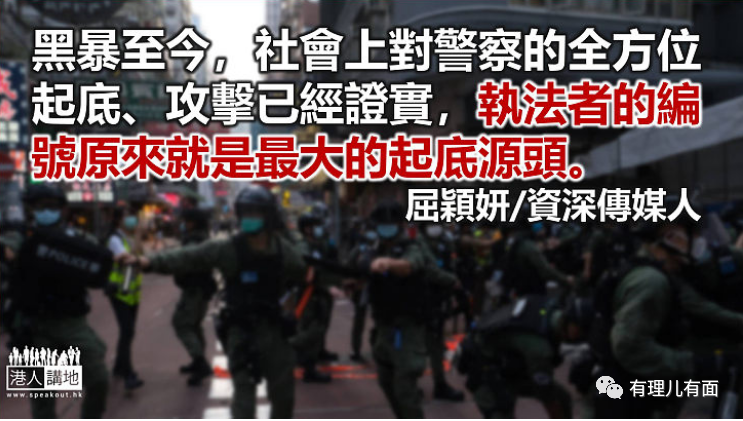 黑暴至今，社會上對警察的全方位
起底、攻擊已經證實，執法者的編
號原來就是最大的起底源頭。
屈穎妍/資深傳媒人
POLICE
港人講地
www.speakout.hk
有理儿有面